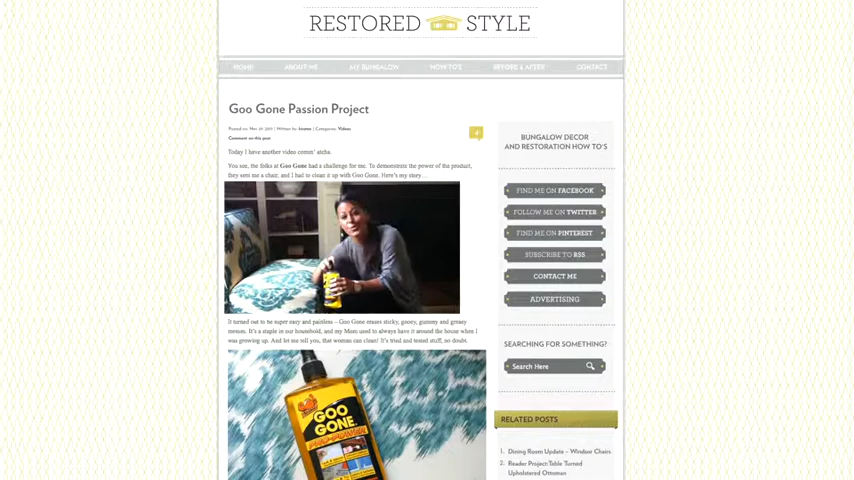 RESTORED STYLE
HOME ABOUT ME MY BUNGALOW HOW TO'S BEFORE & AFTER CONTACT
Goo Gone Passion Project
Categories: Videos
Comment on this post
Today I have another video comin' atcha.
You see, the folks at Goo Gone had a challenge for me. To demonstrate the power of the product,
they sent me a chair, and I had to clean it up with Goo Gone. Here's my story…
It turned out to be super easy and painless – Goo Gone erases sticky, gooey, gummy and greasy
messes. It's a staple in our household, and my Mom used to always have it around the house when I
was growing up. And let me tell you, that woman can clean! It's tried and tested stuff, no doubt.
GOO
GONE
PRO-POWER
BUNGALOW DECOR
AND RESTORATION HOW TO'S
FIND ME ON FACEBOOK
FOLLOW ME ON TWITTER
FIND ME ON PINTEREST
SUBSCRIBE TO RSS
CONTACT ME
ADVERTISING
SEARCHING FOR SOMETHING?
Search Here
RELATED POSTS
1. Dining Room Update – Windsor Chairs
2. Reader Project: Table Turned
Upholstered Ottoman